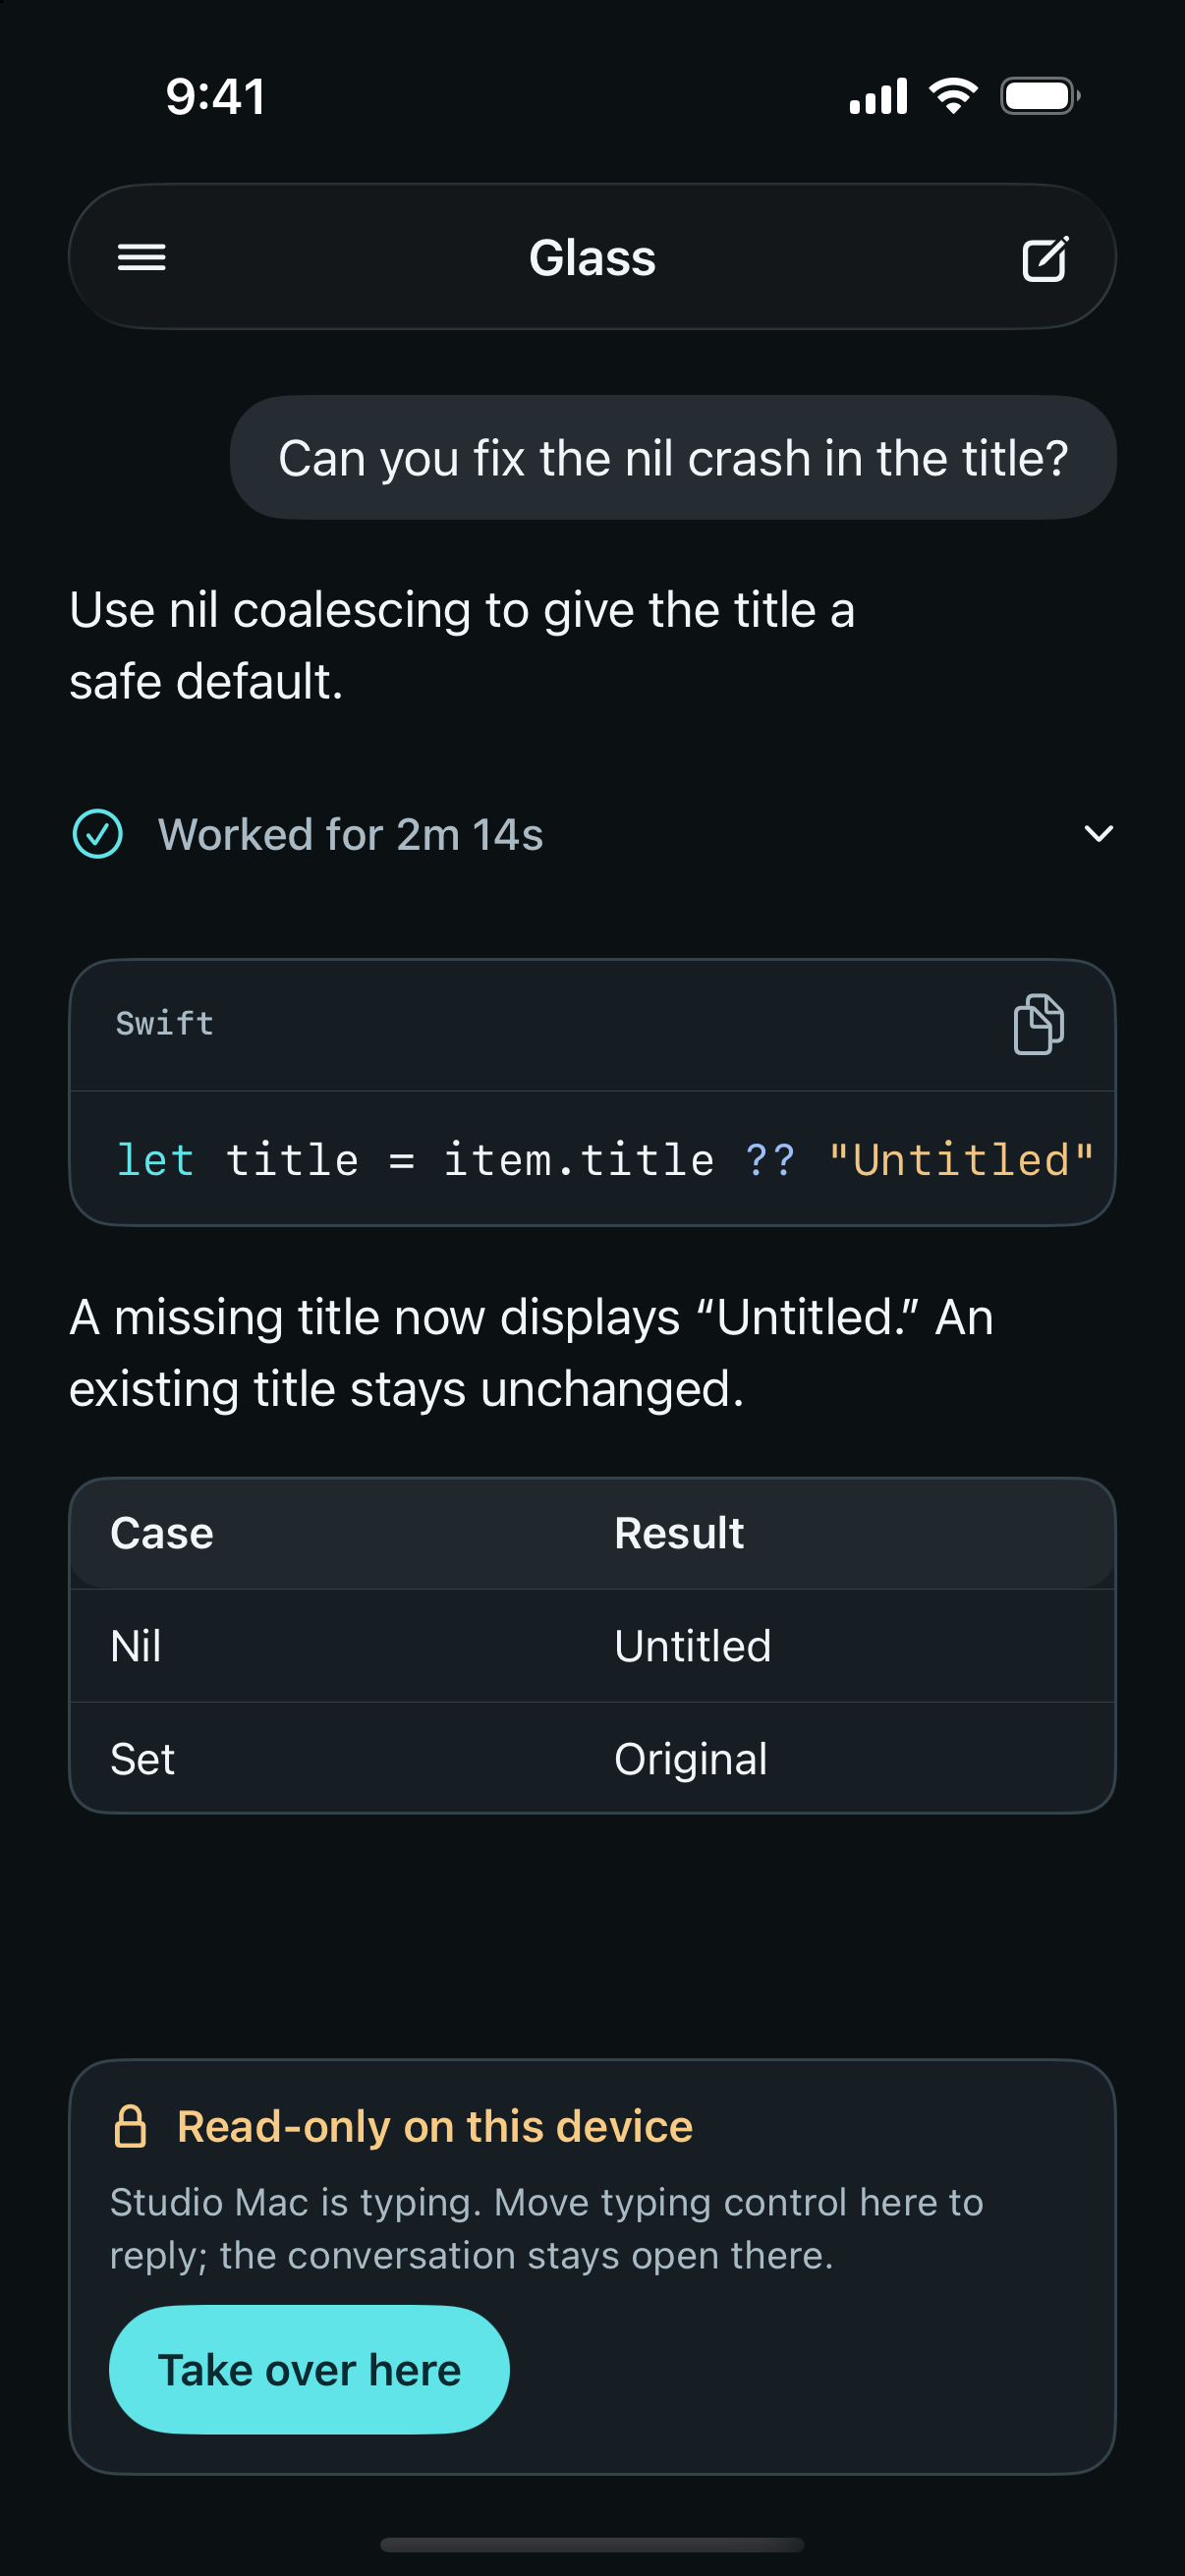 9:41
Glass
Can you fix the nil crash in the title?
Use nil coalescing to give the title a
safe default.
Worked for 2m 14s
Swift
let title = item.title ?? "Untitled"
A missing title now displays “Untitled.” An
existing title stays unchanged.
Case Result
Nil Untitled
Set Original
Read-only on this device
Studio Mac is typing. Move typing control here to
reply; the conversation stays open there.
Take over here